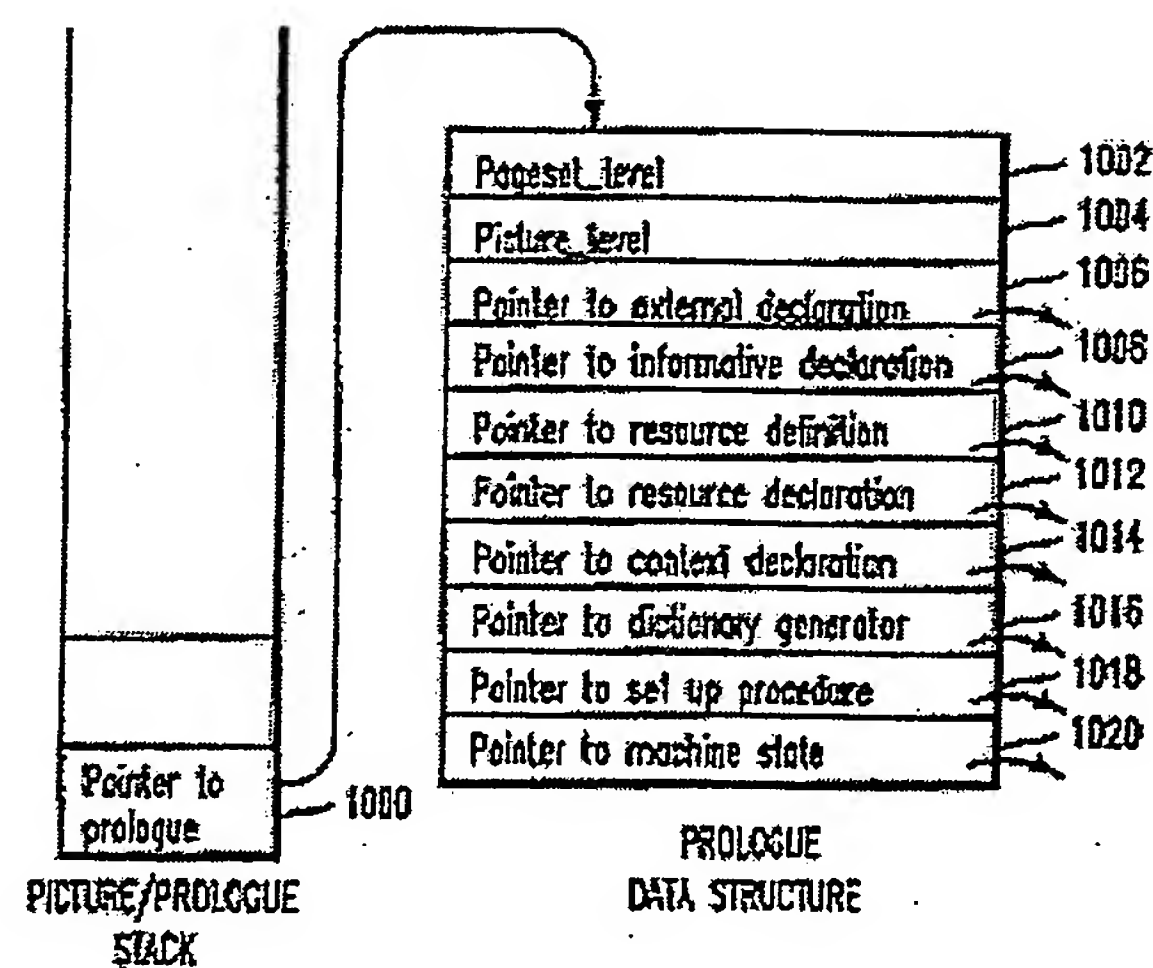 Pageset_level
1002
Picture_level
1004
Pointer to external declaration
1006
Pointer to informative declaration
1008
Pointer to resource definition
1010
Pointer to resource declaration
1012
Pointer to context declaration
1014
Pointer to dictionary generator
1016
Pointer to set up procedure
1018
Pointer to machine state
1020
Pointer to
prologue
1000
PICTURE/PROLOGUE
STACK
PROLOGUE
DATA STRUCTURE